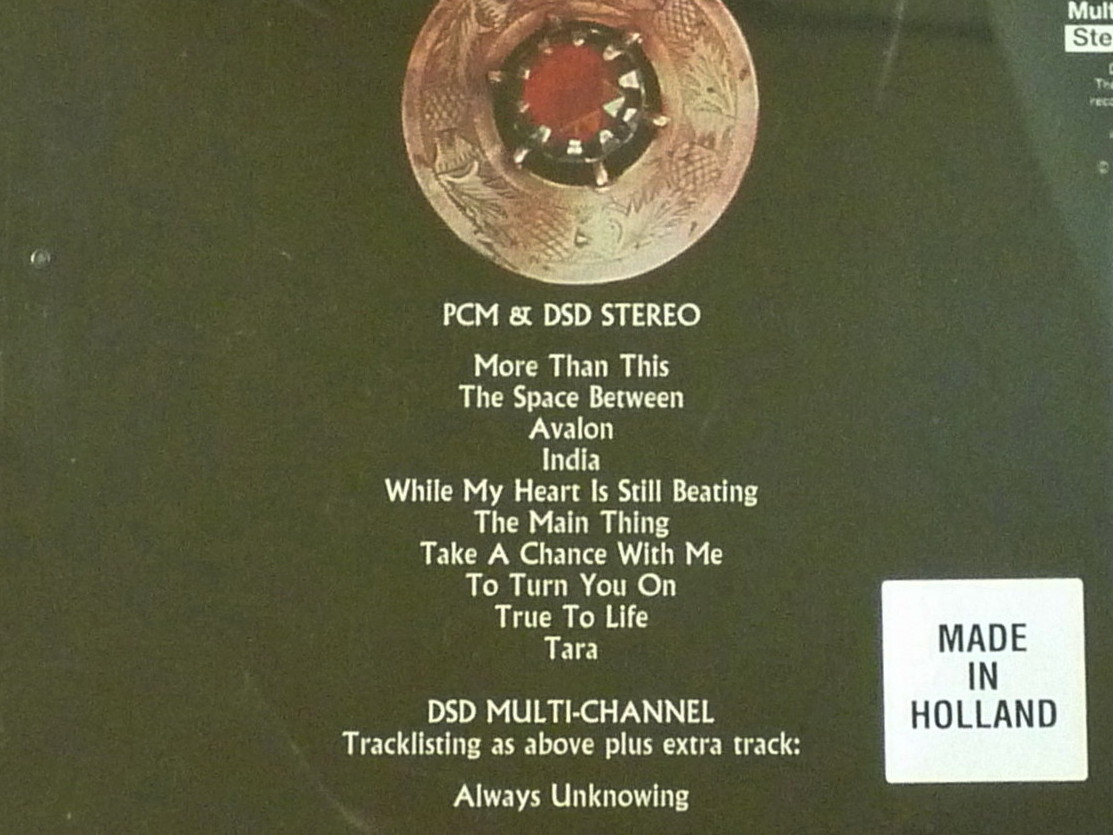 PCM & DSD STEREO
More Than This
The Space Between
Avalon
India
While My Heart Is Still Beating
The Main Thing
Take A Chance With Me
To Turn You On
True To Life
Tara
DSD MULTI-CHANNEL
Tracklisting as above plus extra track:
Always Unknowing
MADE
IN
HOLLAND